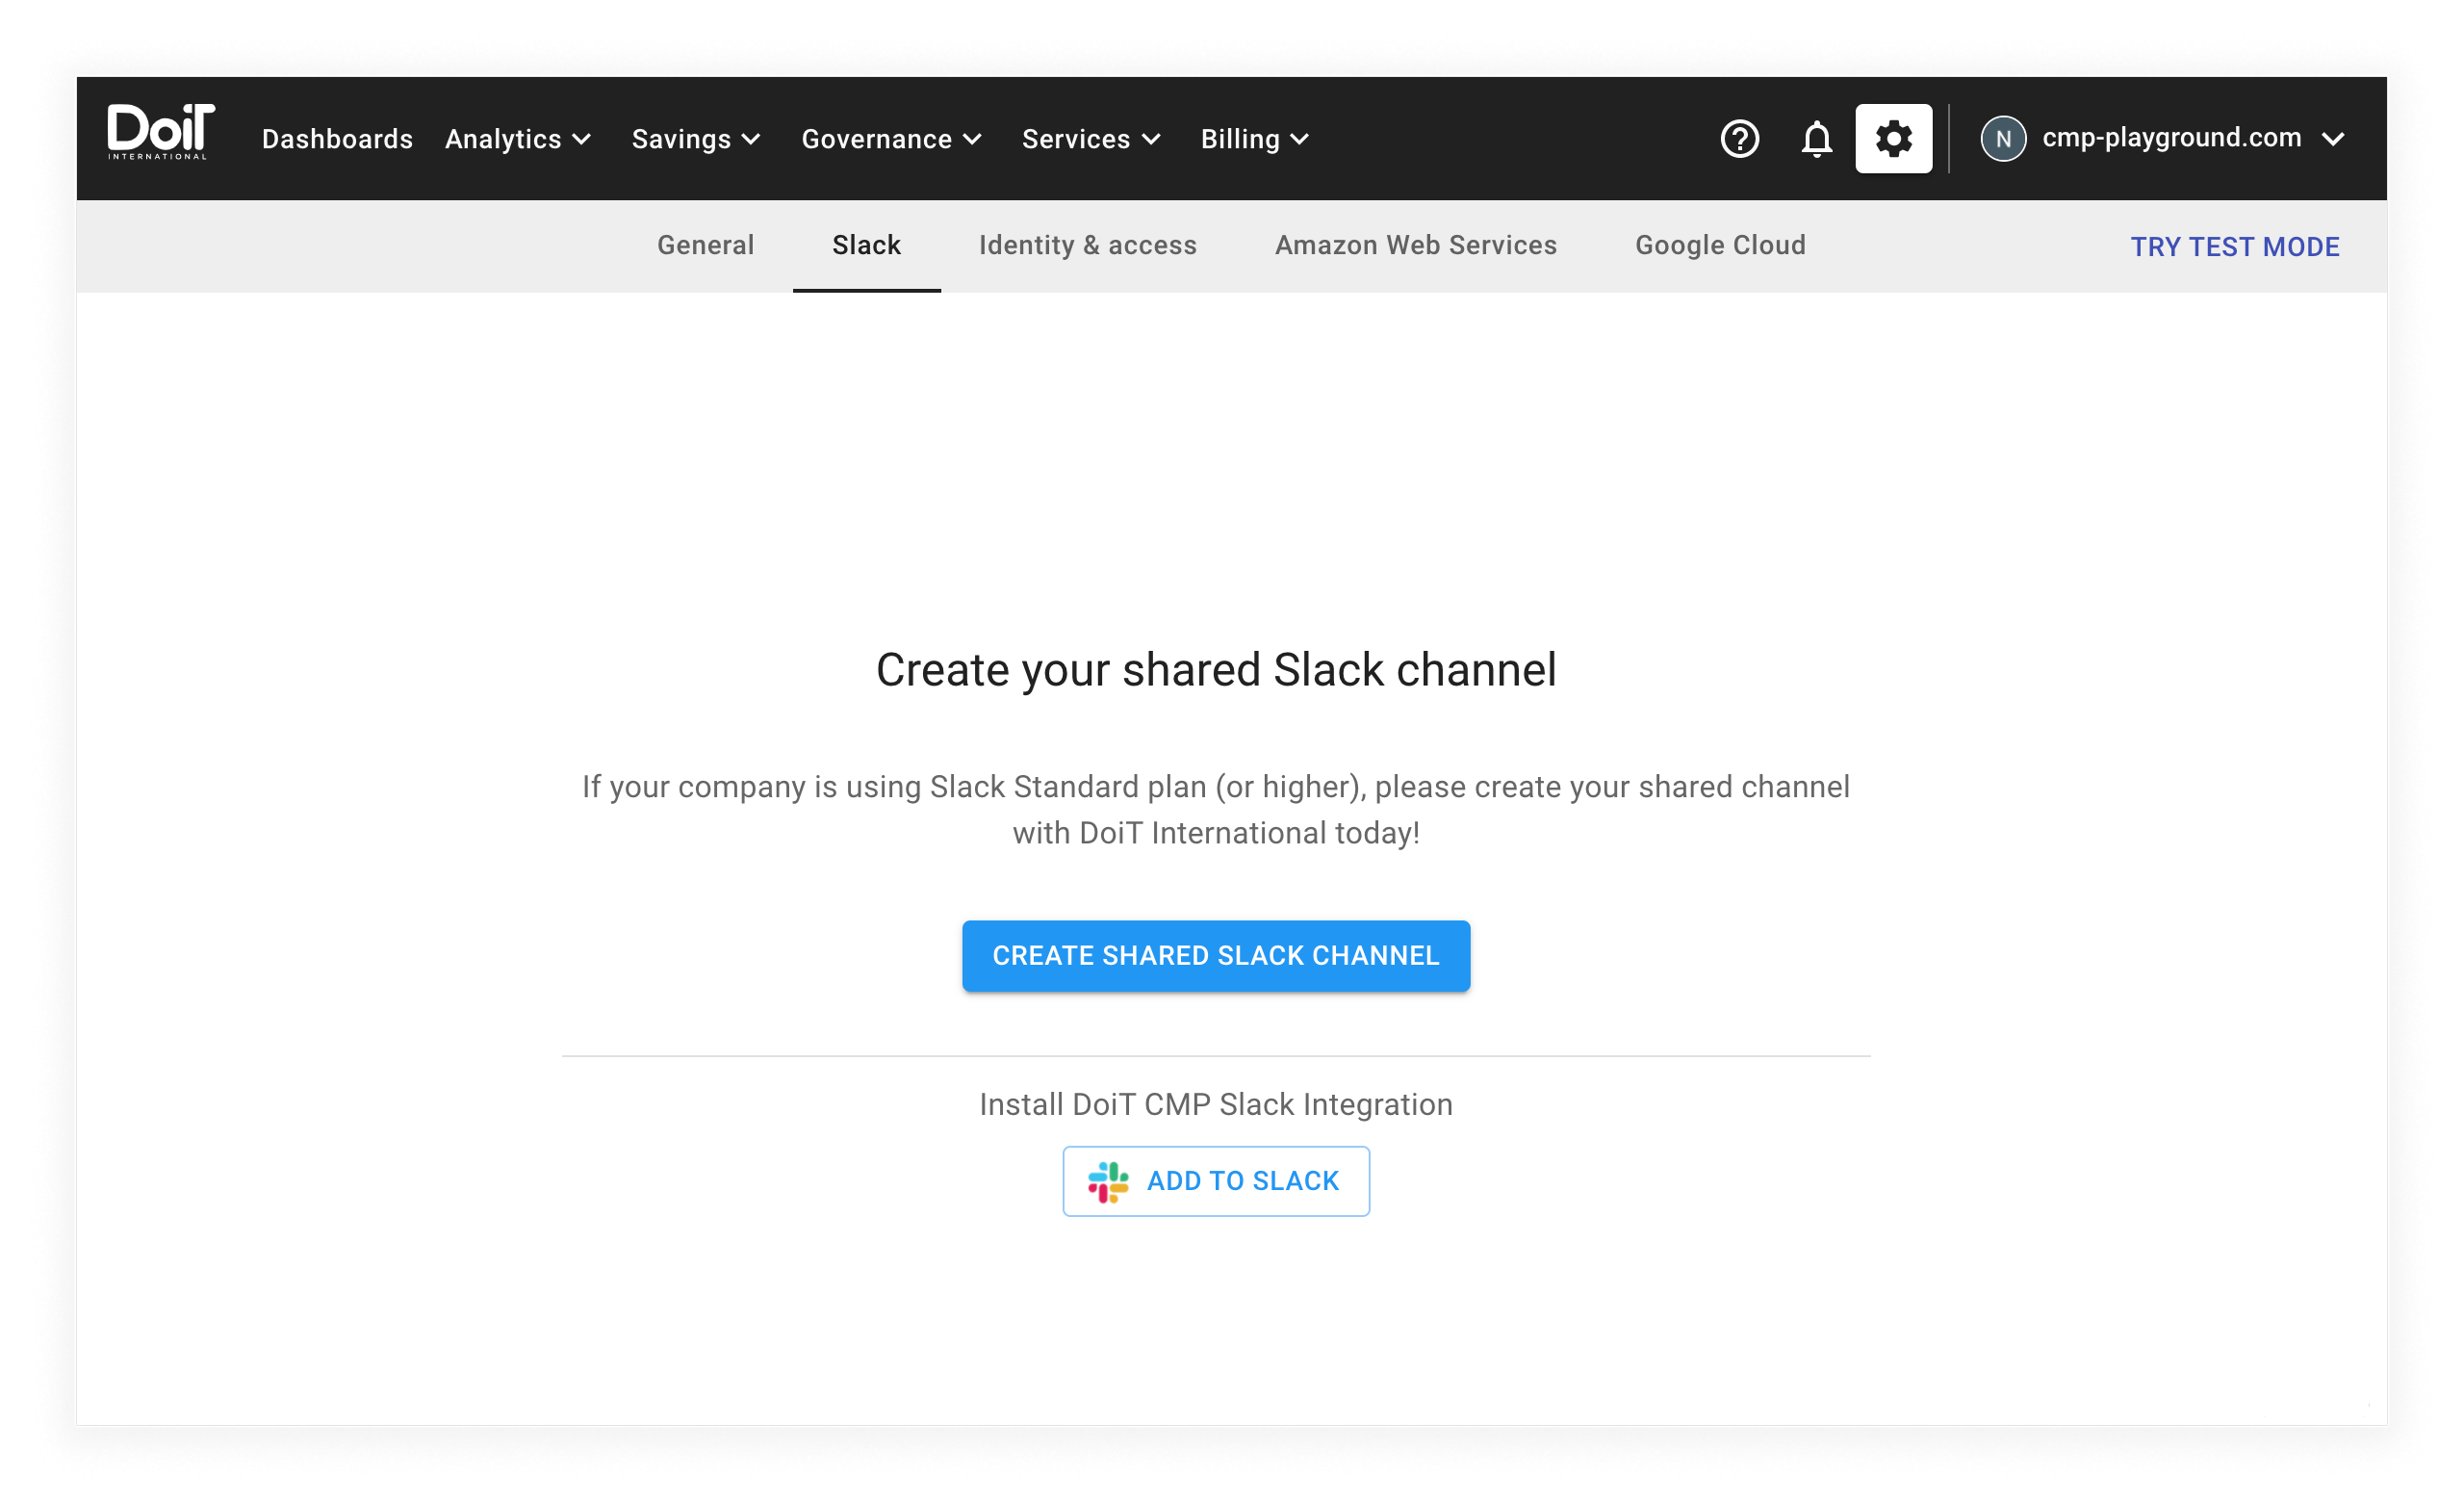 DoiT
INTERNATIONAL
Dashboards Analytics Savings Governance Services Billing
N cmp-playground.com
General Slack Identity & access Amazon Web Services Google Cloud TRY TEST MODE
Create your shared Slack channel
If your company is using Slack Standard plan (or higher), please create your shared channel
with DoiT International today!
CREATE SHARED SLACK CHANNEL
Install DoiT CMP Slack Integration
ADD TO SLACK